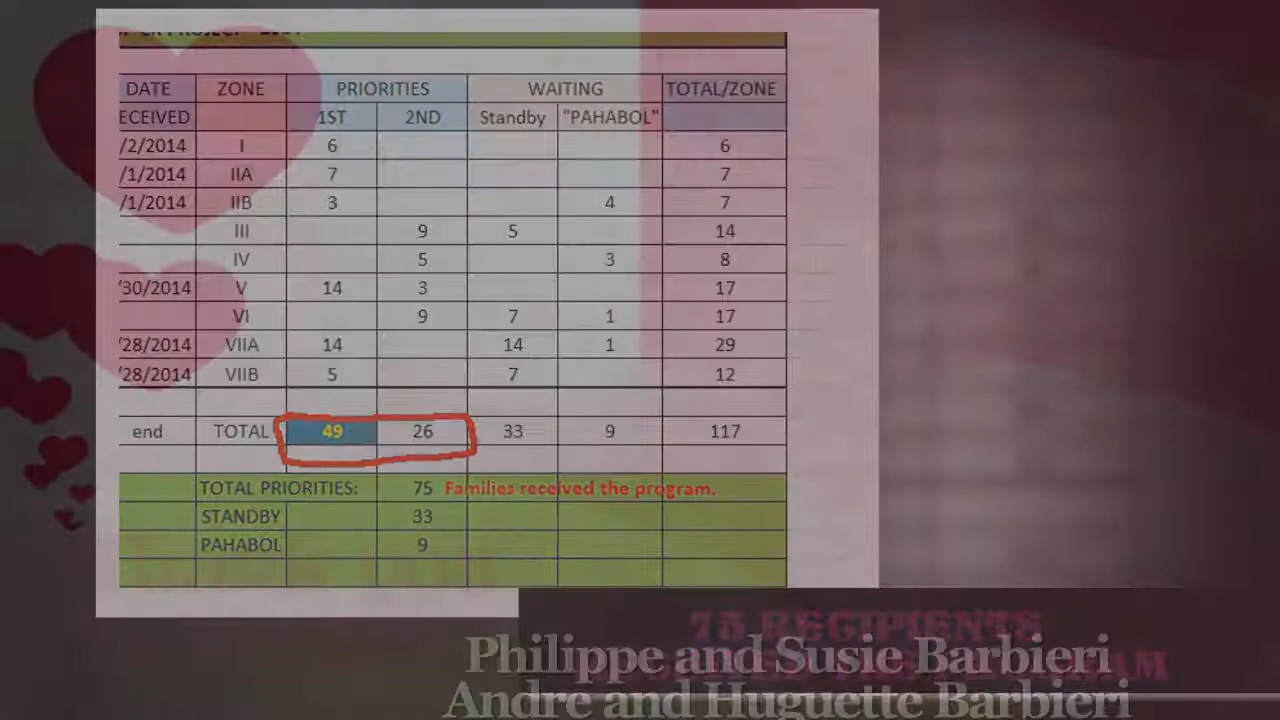 DATE ZONE PRIORITIES WAITING TOTAL/ZONE
ECEIVED 1ST 2ND Standby "PAHABOL"
/2/2014 I 6 6
/1/2014 IIA 7 7
/1/2014 IIB 3 4 7
III 9 5 14
IV 5 3 8
/30/2014 V 14 3 17
VI 9 7 1 17
/28/2014 VIIA 14 14 1 29
/28/2014 VIIB 5 7 12
end TOTAL 49 26 33 9 117
TOTAL PRIORITIES: 75 Families received the program.
STANDBY 33
PAHABOL 9
75 RECIPIENTS
Philippe and Susie Barbieri
Andre and Huguette Barbieri